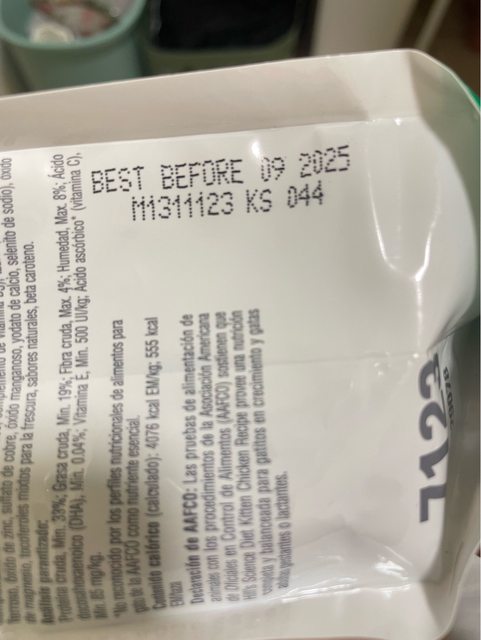 BEST BEFORE 09 2025
M1311123 KS 044
óxido de zinc, sulfato de cobre, óxido manganoso, yodato de calcio, selenito de sodio), óxido
de magnesio, tocoferoles mixtos para la frescura, sabores naturales, beta caroteno.
Análisis garantizado:
Proteína cruda, Mín. 33%; Grasa cruda, Mín. 19%; Fibra cruda, Max. 4%; Humedad, Max. 8%; Ácido
docosahexaenoico (DHA), Mín. 0.04%; Vitamina E, Mín. 500 UI/kg; Ácido ascórbico* (vitamina C),
Mín. 85 mg/kg.
*No reconocido por los perfiles nutricionales de alimentos para
gatos de la AAFCO como nutriente esencial.
Contenido calórico (calculado): 4076 kcal EM/kg; 555 kcal
EM/taza
Declaración de AAFCO: Las pruebas de alimentación de
animales con los procedimientos de la Asociación Americana
de Oficiales en Control de Alimentos (AAFCO) sostienen que
Hill's Science Diet Kitten Chicken Recipe provee una nutrición
completa y balanceada para gatitos en crecimiento y gatas
adultas gestantes o lactantes.
7123